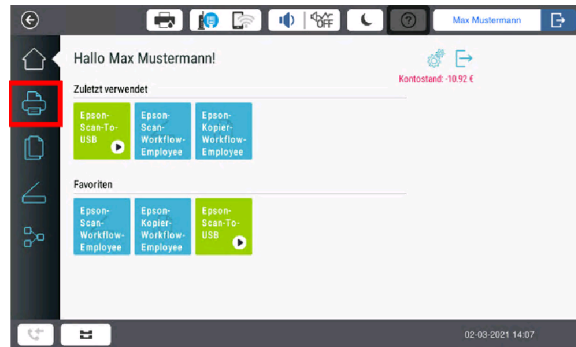 Max Mustermann
Hallo Max Mustermann!
Kontostand: -10.92 €
Zuletzt verwendet
Epson-
Scan-To-
USB
Epson-
Scan-
Workflow-
Employee
Epson-
Kopier-
Workflow-
Employee
Favoriten
Epson-
Scan-
Workflow-
Employee
Epson-
Kopier-
Workflow-
Employee
Epson-
Scan-To-
USB
02-03-2021 14:07
OFF